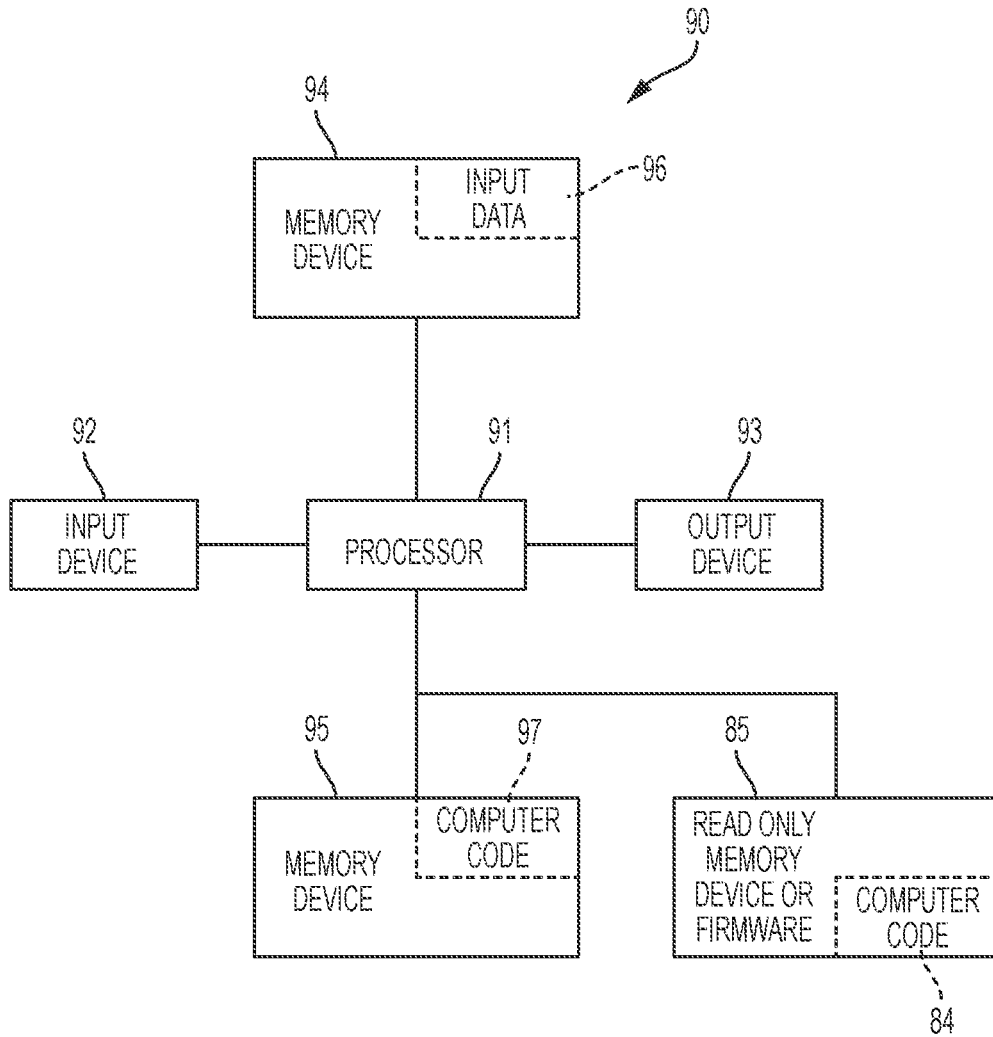 90
94
INPUT
DATA
96
MEMORY
DEVICE
92
91
93
INPUT
DEVICE
PROCESSOR
OUTPUT
DEVICE
95
97
85
COMPUTER
CODE
MEMORY
DEVICE
READ ONLY
MEMORY
DEVICE OR
FIRMWARE
COMPUTER
CODE
84